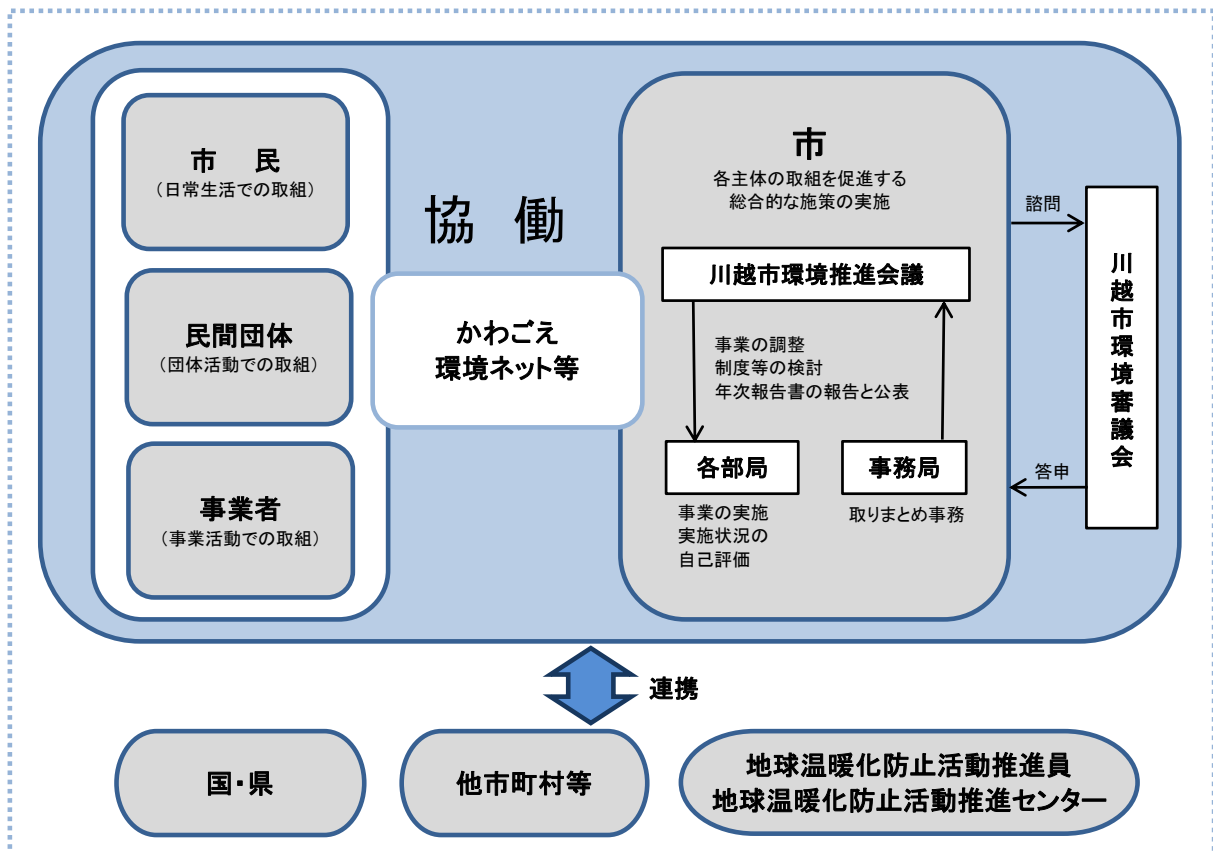 市　民
（日常生活での取組）
民間団体
（団体活動での取組）
事業者
（事業活動での取組）
協　働
かわごえ
環境ネット等
市
各主体の取組を促進する
総合的な施策の実施
川越市環境推進会議
事業の調整
制度等の検討
年次報告書の報告と公表
各部局
事業の実施
実施状況の
自己評価
事務局
取りまとめ事務
諮問
答申
川越市環境審議会
連携
国・県
他市町村等
地球温暖化防止活動推進員
地球温暖化防止活動推進センター